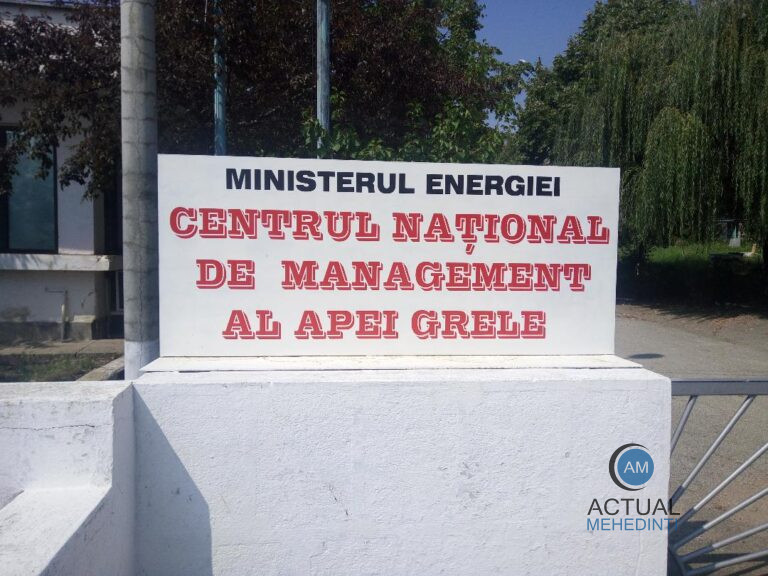 MINISTERUL ENERGIEI
CENTRUL NAȚIONAL
DE MANAGEMENT
AL APEI GRELE
AM
ACTUAL
MEHEDINTI